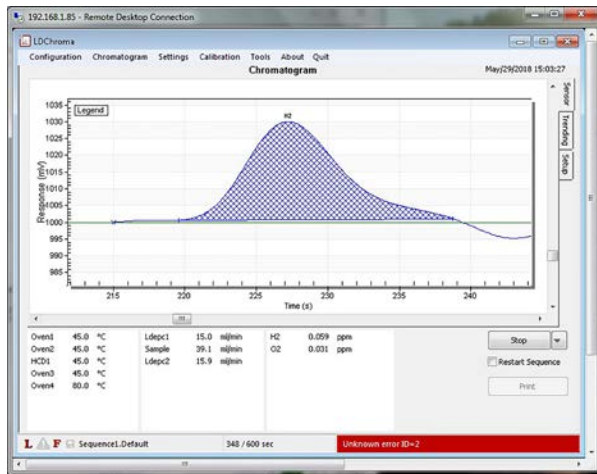 192.168.1.85 - Remote Desktop Connection
LDChroma
Configuration Chromatogram Settings Calibration Tools About Quit
Chromatogram
May/29/2018 15:03:27
Legend
H2
Response (mV)
1035
1030
1025
1020
1015
1010
1005
1000
995
990
985
215 220 225 230 235 240
Time (s)
Sensor
Trending
Setup
Oven1 45.0 °C Ldepc1 15.0 ml/min H2 0.059 ppm
Oven2 45.0 °C Sample 39.1 ml/min O2 0.031 ppm
HCD1 45.0 °C Ldepc2 15.9 ml/min
Oven3 45.0 °C
Oven4 80.0 °C
Stop
Restart Sequence
Print
L F Sequence1.Default 348 / 600 sec Unknown error ID=2